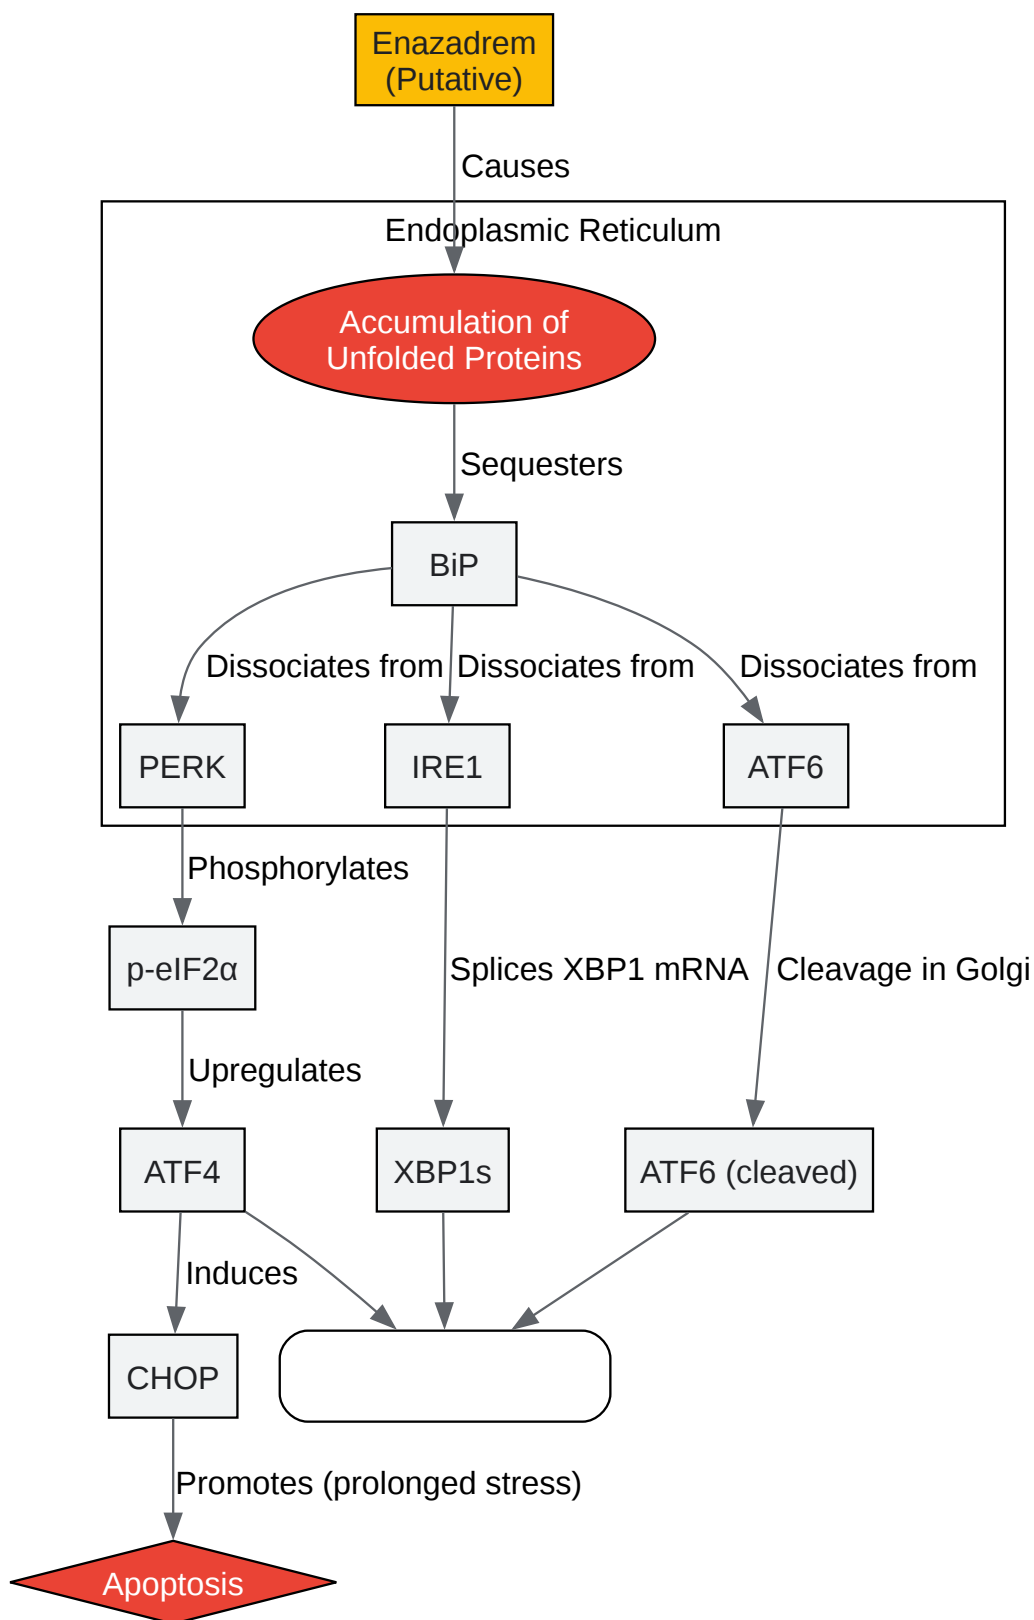 Enazadrem
(Putative)
Causes
Endoplasmic Reticulum
Accumulation of
Unfolded Proteins
Sequesters
BiP
Dissociates from
Dissociates from
Dissociates from
PERK
IRE1
ATF6
Phosphorylates
p-eIF2α
Splices XBP1 mRNA
Cleavage in Golgi
Upregulates
ATF4
XBP1s
ATF6 (cleaved)
Induces
CHOP
Promotes (prolonged stress)
Apoptosis